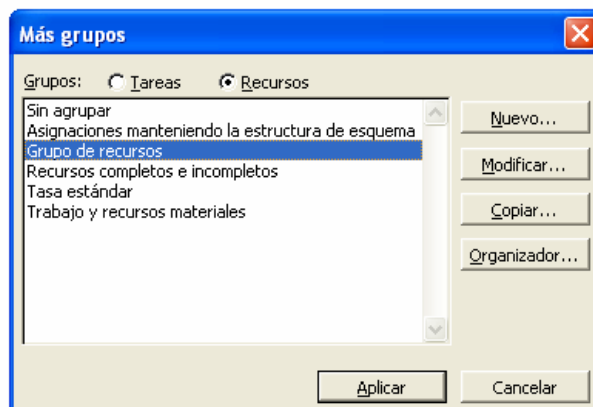 Más grupos
Grupos: Tareas Recursos
Sin agrupar
Asignaciones manteniendo la estructura de esquema
Grupo de recursos
Recursos completos e incompletos
Tasa estándar
Trabajo y recursos materiales
Nuevo...
Modificar...
Copiar...
Organizador...
Aplicar
Cancelar